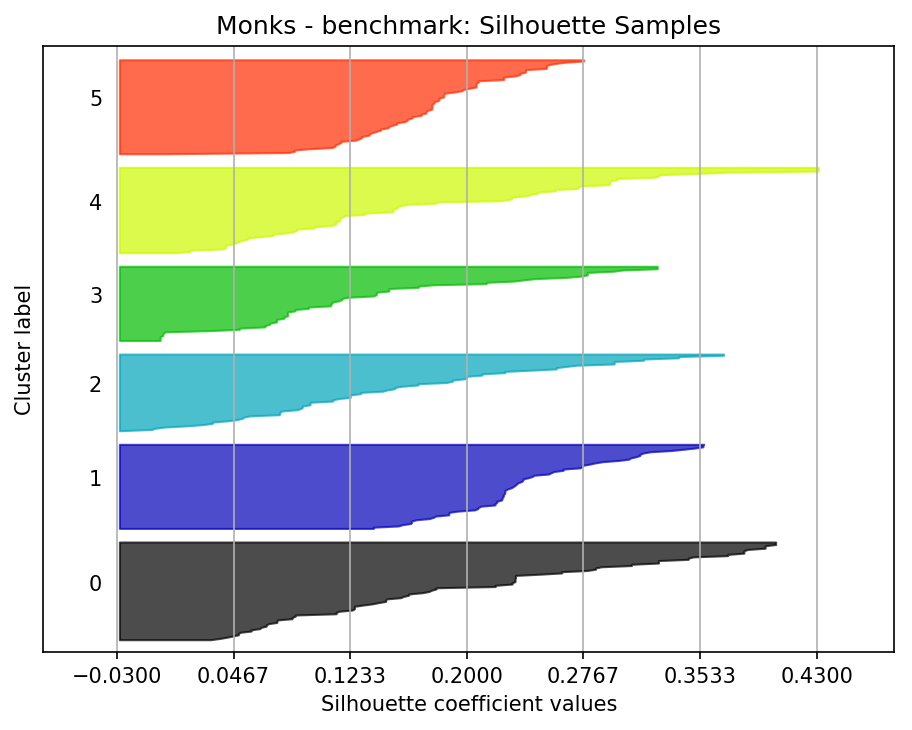 Monks - benchmark: Silhouette Samples
5
4
3
2
1
0
Cluster label
−0.0300 0.0467 0.1233 0.2000 0.2767 0.3533 0.4300
Silhouette coefficient values